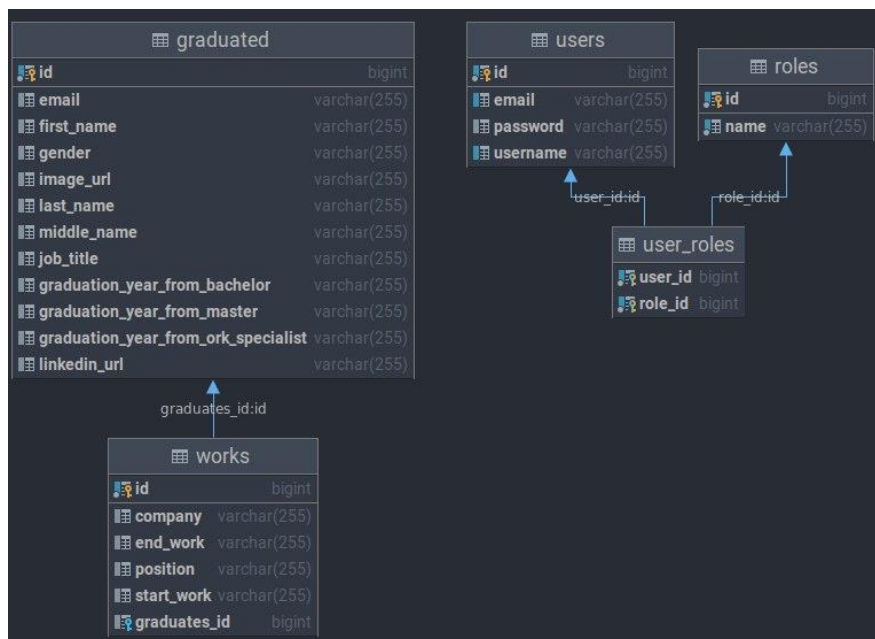 graduated
id bigint
email varchar(255)
first_name varchar(255)
gender varchar(255)
image_url varchar(255)
last_name varchar(255)
middle_name varchar(255)
job_title varchar(255)
graduation_year_from_bachelor varchar(255)
graduation_year_from_master varchar(255)
graduation_year_from_ork_specialist varchar(255)
linkedin_url varchar(255)
graduates_id:id
works
id bigint
company varchar(255)
end_work varchar(255)
position varchar(255)
start_work varchar(255)
graduates_id bigint
users
id bigint
email varchar(255)
password varchar(255)
username varchar(255)
user_id:id
roles
id bigint
name varchar(255)
role_id:id
user_roles
user_id bigint
role_id bigint